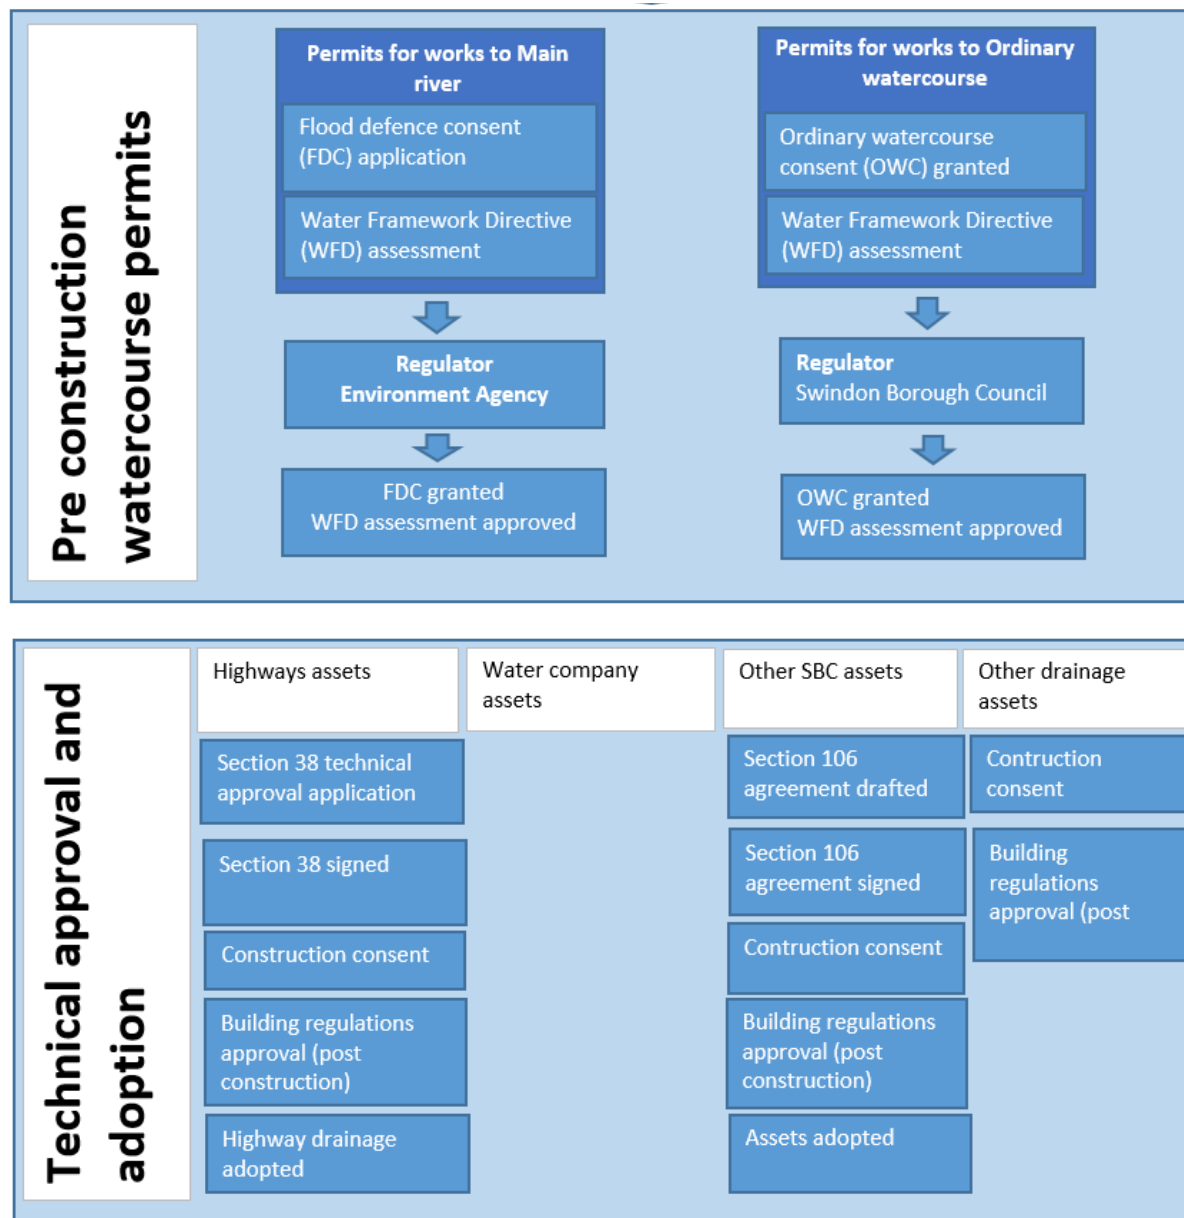 Pre construction
watercourse permits
Permits for works to Main
river
Flood defence consent
(FDC) application
Water Framework Directive
(WFD) assessment
Regulator
Environment Agency
FDC granted
WFD assessment approved
Permits for works to Ordinary
watercourse
Ordinary watercourse
consent (OWC) granted
Water Framework Directive
(WFD) assessment
Regulator
Swindon Borough Council
OWC granted
WFD assessment approved
Technical approval and
adoption
Highways assets
Section 38 technical
approval application
Section 38 signed
Construction consent
Building regulations
approval (post
construction)
Highway drainage
adopted
Water company
assets
Other SBC assets
Section 106
agreement drafted
Section 106
agreement signed
Contruction consent
Building regulations
approval (post
construction)
Assets adopted
Other drainage
assets
Contruction
consent
Building
regulations
approval (post